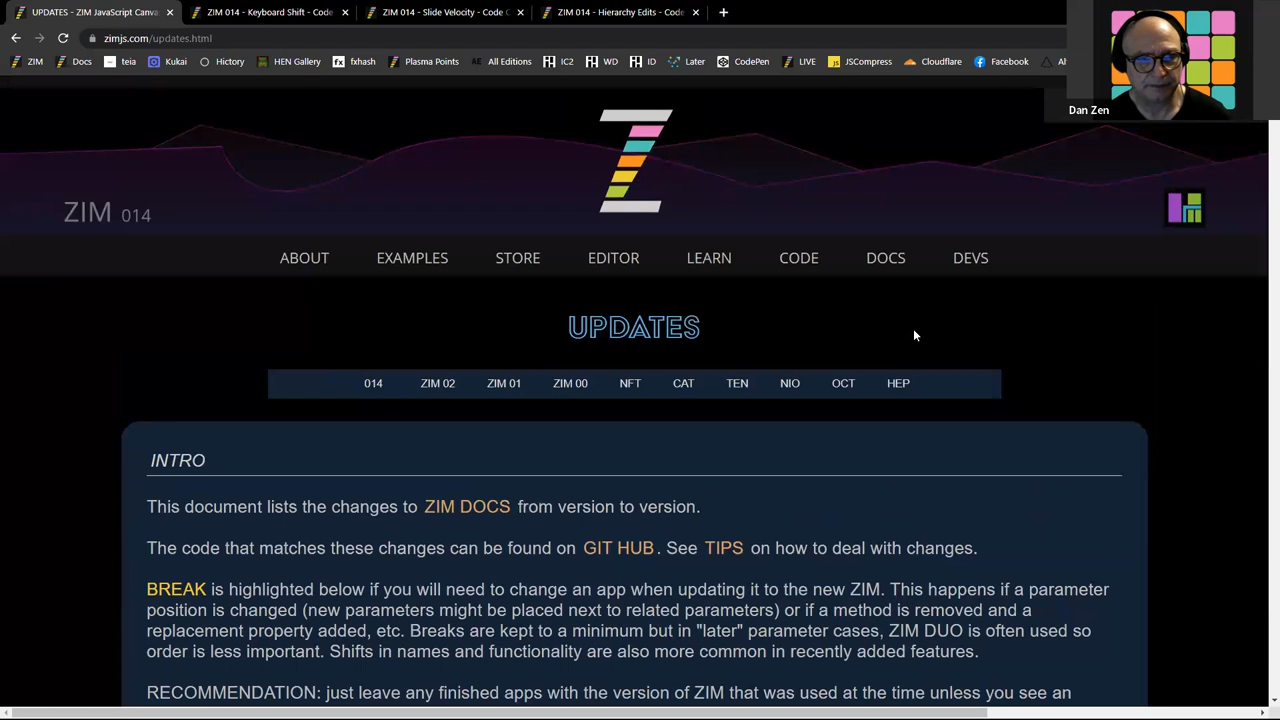 UPDATES - ZIM JavaScript Canva
ZIM 014 - Keyboard Shift - Code
ZIM 014 - Slide Velocity - Code
ZIM 014 - Hierarchy Edits - Code
zimjs.com/updates.html
ZIM
Docs
teia
Kukai
Hictory
HEN Gallery
fxhash
Plasma Points
All Editions
IC2
WD
ID
Later
CodePen
LIVE
JSCompress
Cloudflare
Facebook
Dan Zen
ZIM 014
ABOUT
EXAMPLES
STORE
EDITOR
LEARN
CODE
DOCS
DEVS
UPDATES
014
ZIM 02
ZIM 01
ZIM 00
NFT
CAT
TEN
NIO
OCT
HEP
INTRO
This document lists the changes to ZIM DOCS from version to version.
The code that matches these changes can be found on GIT HUB. See TIPS on how to deal with changes.
BREAK is highlighted below if you will need to change an app when updating it to the new ZIM. This happens if a parameter
position is changed (new parameters might be placed next to related parameters) or if a method is removed and a
replacement property added, etc. Breaks are kept to a minimum but in "later" parameter cases, ZIM DUO is often used so
order is less important. Shifts in names and functionality are also more common in recently added features.
RECOMMENDATION: just leave any finished apps with the version of ZIM that was used at the time unless you see an